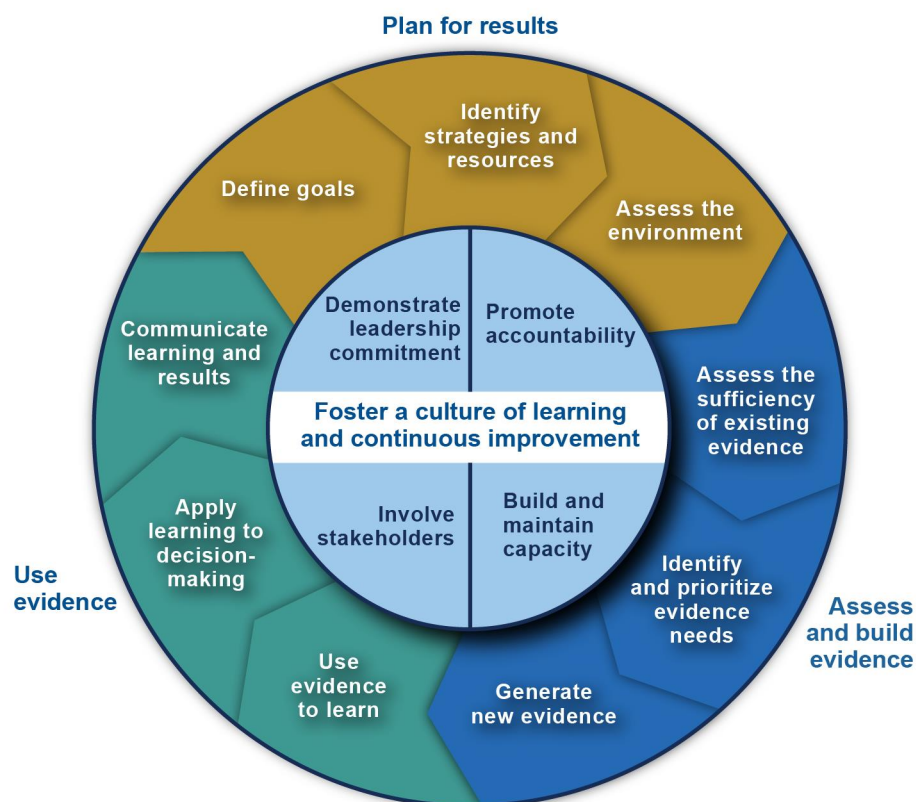 Plan for results
Identify
strategies and
resources
Define goals
Assess the
environment
Communicate
learning and
results
Demonstrate
leadership
commitment
Promote
accountability
Assess the
sufficiency
of existing
evidence
Foster a culture of learning
and continuous improvement
Apply
learning to
decision-
making
Involve
stakeholders
Build and
maintain
capacity
Identify
and prioritize
evidence
needs
Use
evidence
Assess
and build
evidence
Use
evidence
to learn
Generate
new evidence